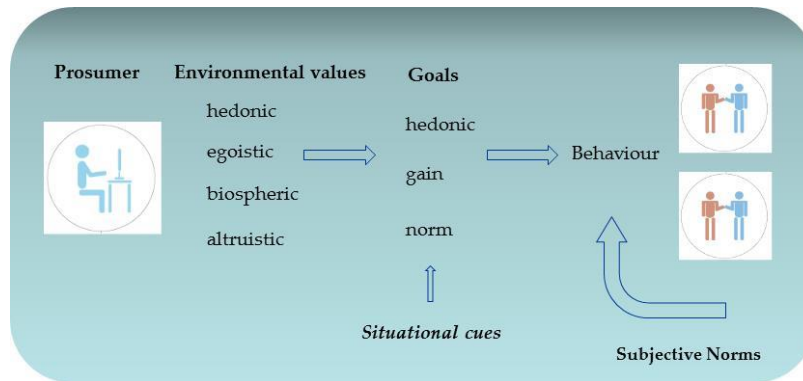 Prosumer
Environmental values
Goals
hedonic
egoistic
biospheric
altruistic
hedonic
gain
norm
Behaviour
Situational cues
Subjective Norms